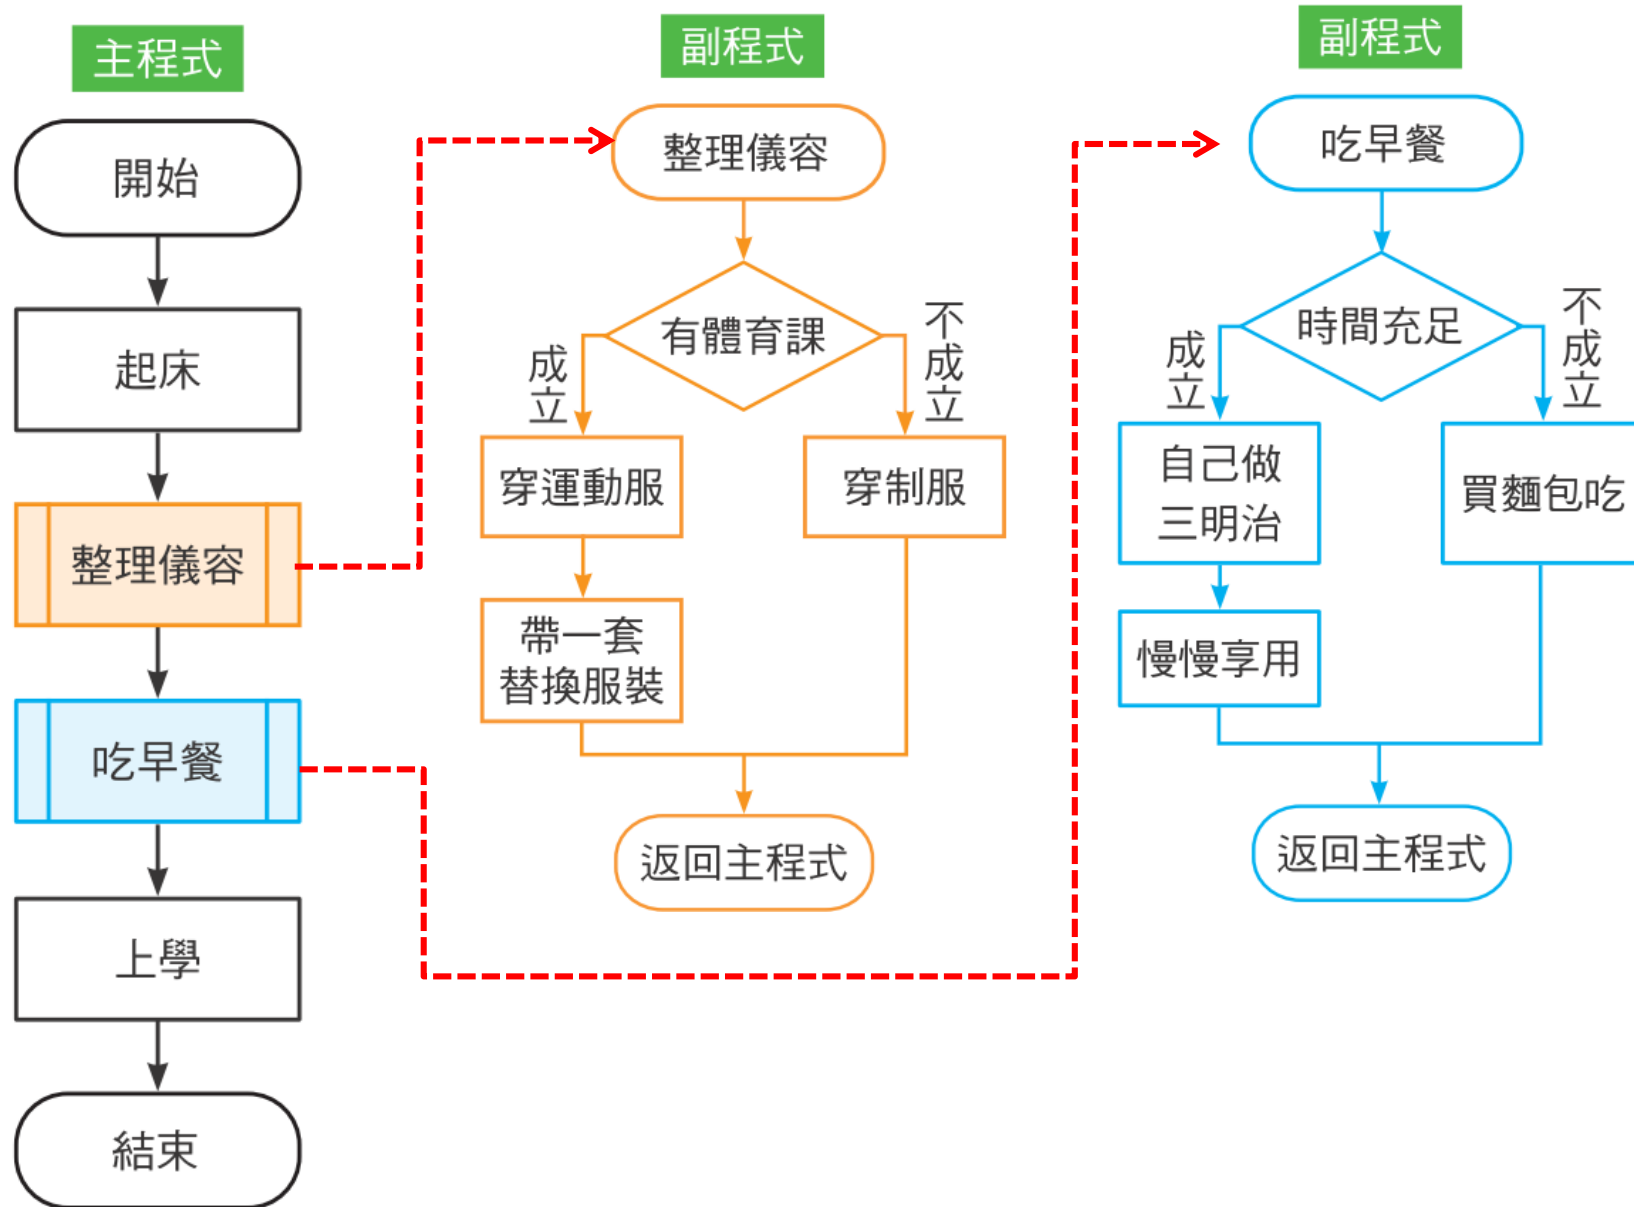 主程式
開始
起床
整理儀容
吃早餐
上學
結束
副程式
整理儀容
有體育課
成立
不成立
穿運動服
穿制服
帶一套
替換服裝
返回主程式
副程式
吃早餐
時間充足
成立
不成立
自己做
三明治
買麵包吃
慢慢享用
返回主程式